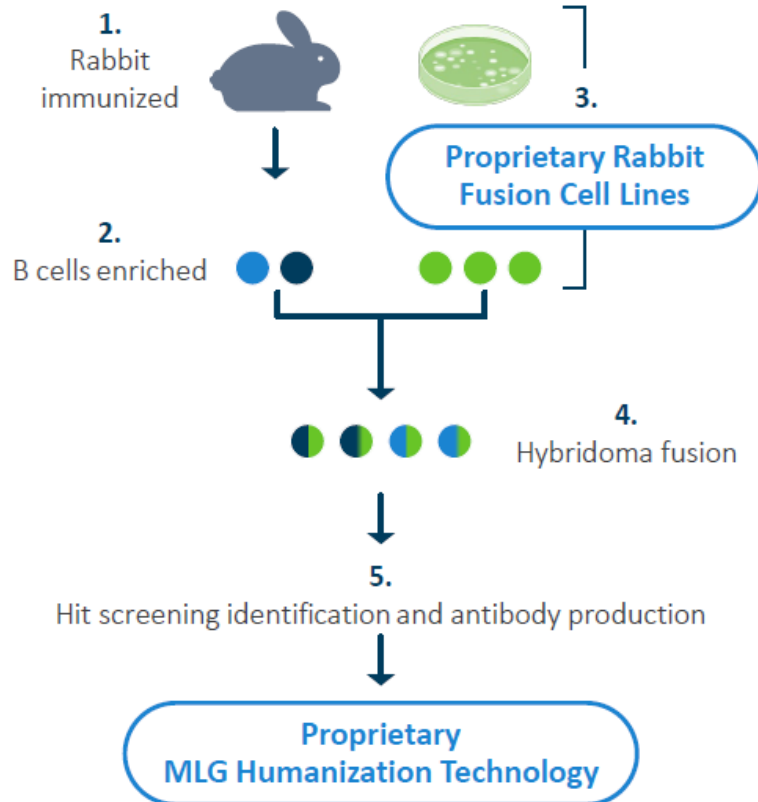 1.
Rabbit
immunized
3.
Proprietary Rabbit
Fusion Cell Lines
2.
B cells enriched
4.
Hybridoma fusion
5.
Hit screening identification and antibody production
Proprietary
MLG Humanization Technology